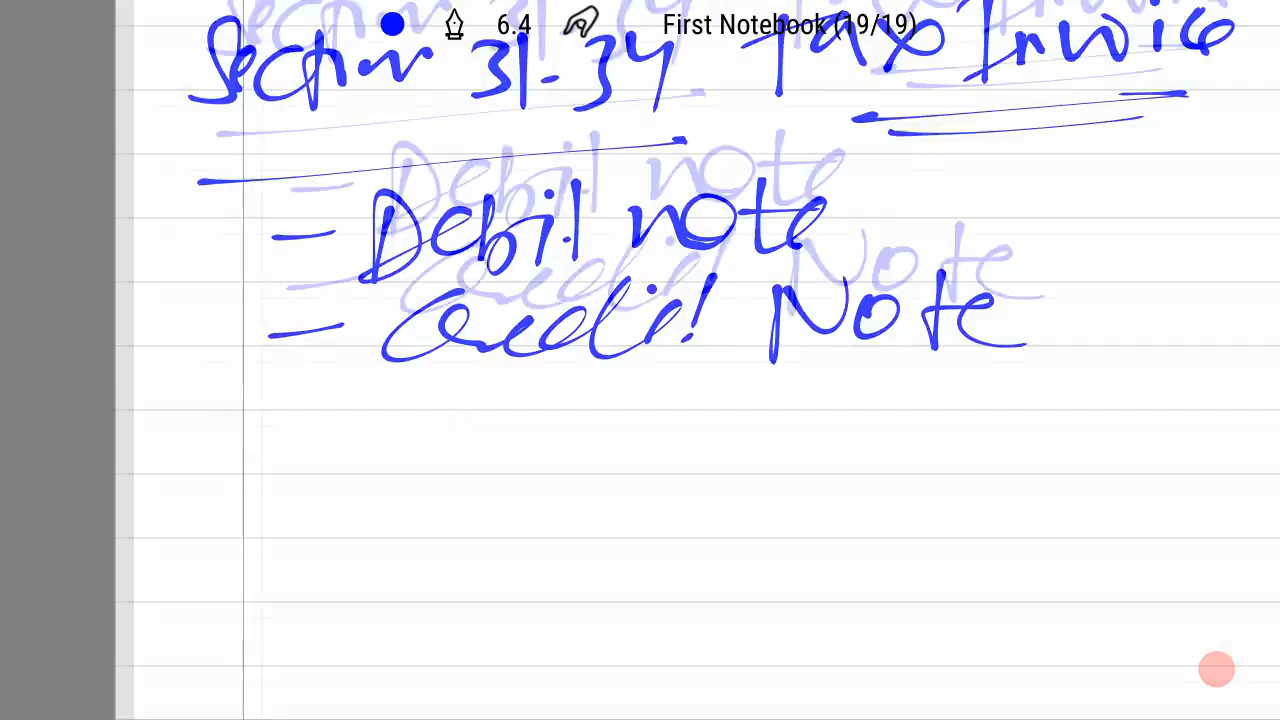 6.4 First Notebook (19/19)
Section 31-34 Tax Invoice
- Debit note
- Credit Note